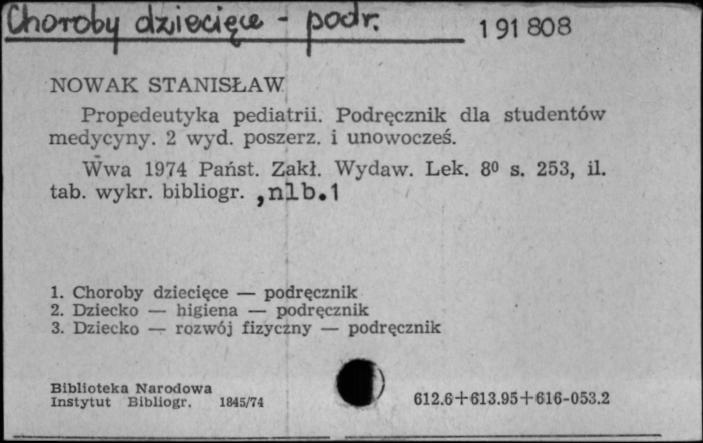 Choroby dziecięce - podr. 191808
NOWAK STANISŁAW
Propedeutyka pediatrii. Podręcznik dla studentów
medycyny. 2 wyd. poszerz. i unowocześ.
Wwa 1974 Państ. Zakł. Wydaw. Lek. 8⁰ s. 253, il.
tab. wykr. bibliogr. ,nlb.1
1. Choroby dziecięce — podręcznik
2. Dziecko — higiena — podręcznik
3. Dziecko — rozwój fizyczny — podręcznik
Biblioteka Narodowa
Instytut Bibliogr. 1845/74
612.6+613.95+616-053.2